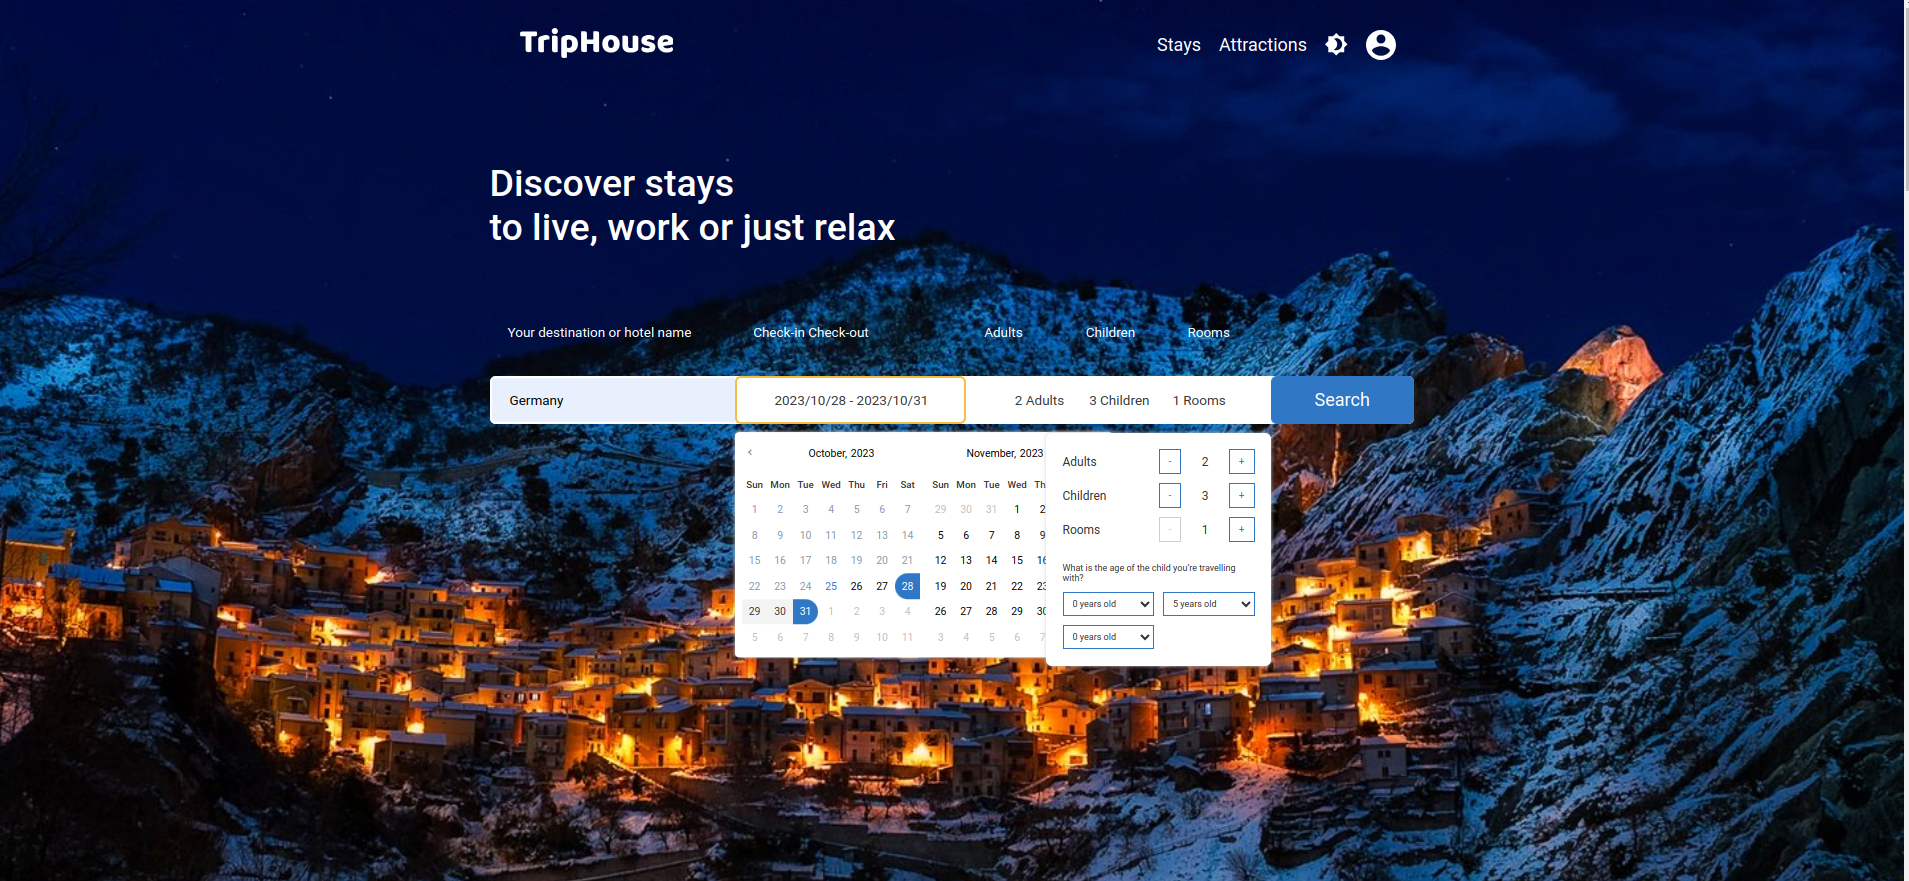 TripHouse
Stays Attractions
Discover stays
to live, work or just relax
Your destination or hotel name Check-in Check-out Adults Children Rooms
Germany 2023/10/28 - 2023/10/31 2 Adults 3 Children 1 Rooms Search
October, 2023 November, 2023
Sun Mon Tue Wed Thu Fri Sat Sun Mon Tue Wed
1 2 3 4 5 6 7 29 30 31 1 2
8 9 10 11 12 13 14 5 6 7 8 9
15 16 17 18 19 20 21 12 13 14 15 16
22 23 24 25 26 27 28 19 20 21 22 23
29 30 31 1 2 3 4 26 27 28 29 30
5 6 7 8 9 10 11 3 4 5 6 7
Adults - 2 +
Children - 3 +
Rooms - 1 +
What is the age of the child you're travelling
with?
0 years old 5 years old
0 years old